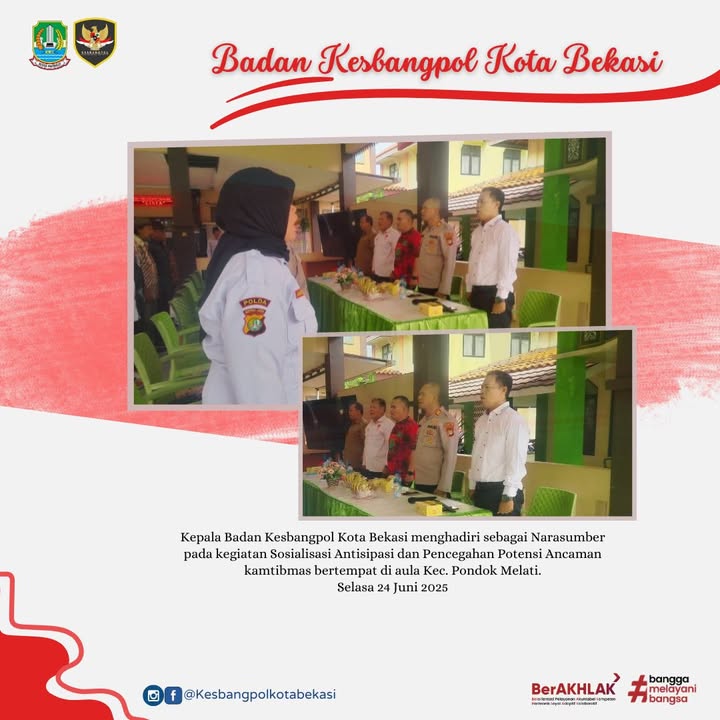 Badan Kesbangpol Kota Bekasi
POLDA
Kepala Badan Kesbangpol Kota Bekasi menghadiri sebagai Narasumber
pada kegiatan Sosialisasi Antisipasi dan Pencegahan Potensi Ancaman
kamtibmas bertempat di aula Kec. Pondok Melati.
Selasa 24 Juni 2025
@Kesbangpolkotabekasi
BerAKHLAK
#bangga
melayani
bangsa